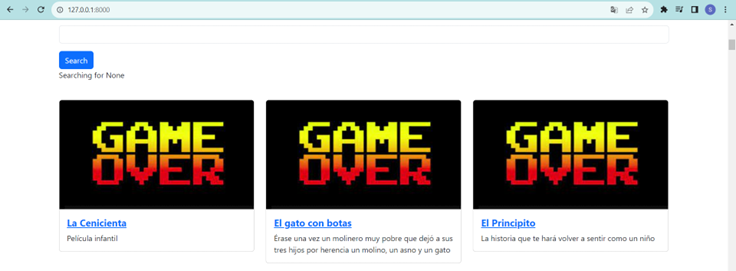 127.0.0.1:8000
S
Search
Searching for None
GAME
OVER
GAME
OVER
GAME
OVER
La Cenicienta
Película infantil
El gato con botas
Érase una vez un molinero muy pobre que dejó a sus
tres hijos por herencia un molino, un asno y un gato
El Principito
La historia que te hará volver a sentir como un niño